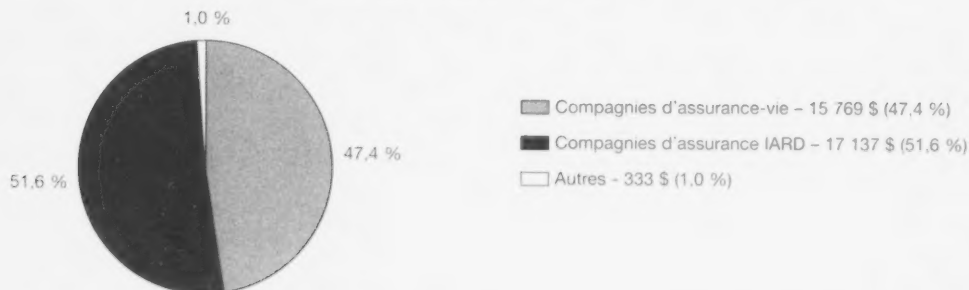 1,0 %
47,4 %
51,6 %
Compagnies d'assurance-vie – 15 769 $ (47,4 %)
Compagnies d'assurance IARD – 17 137 $ (51,6 %)
Autres - 333 $ (1,0 %)